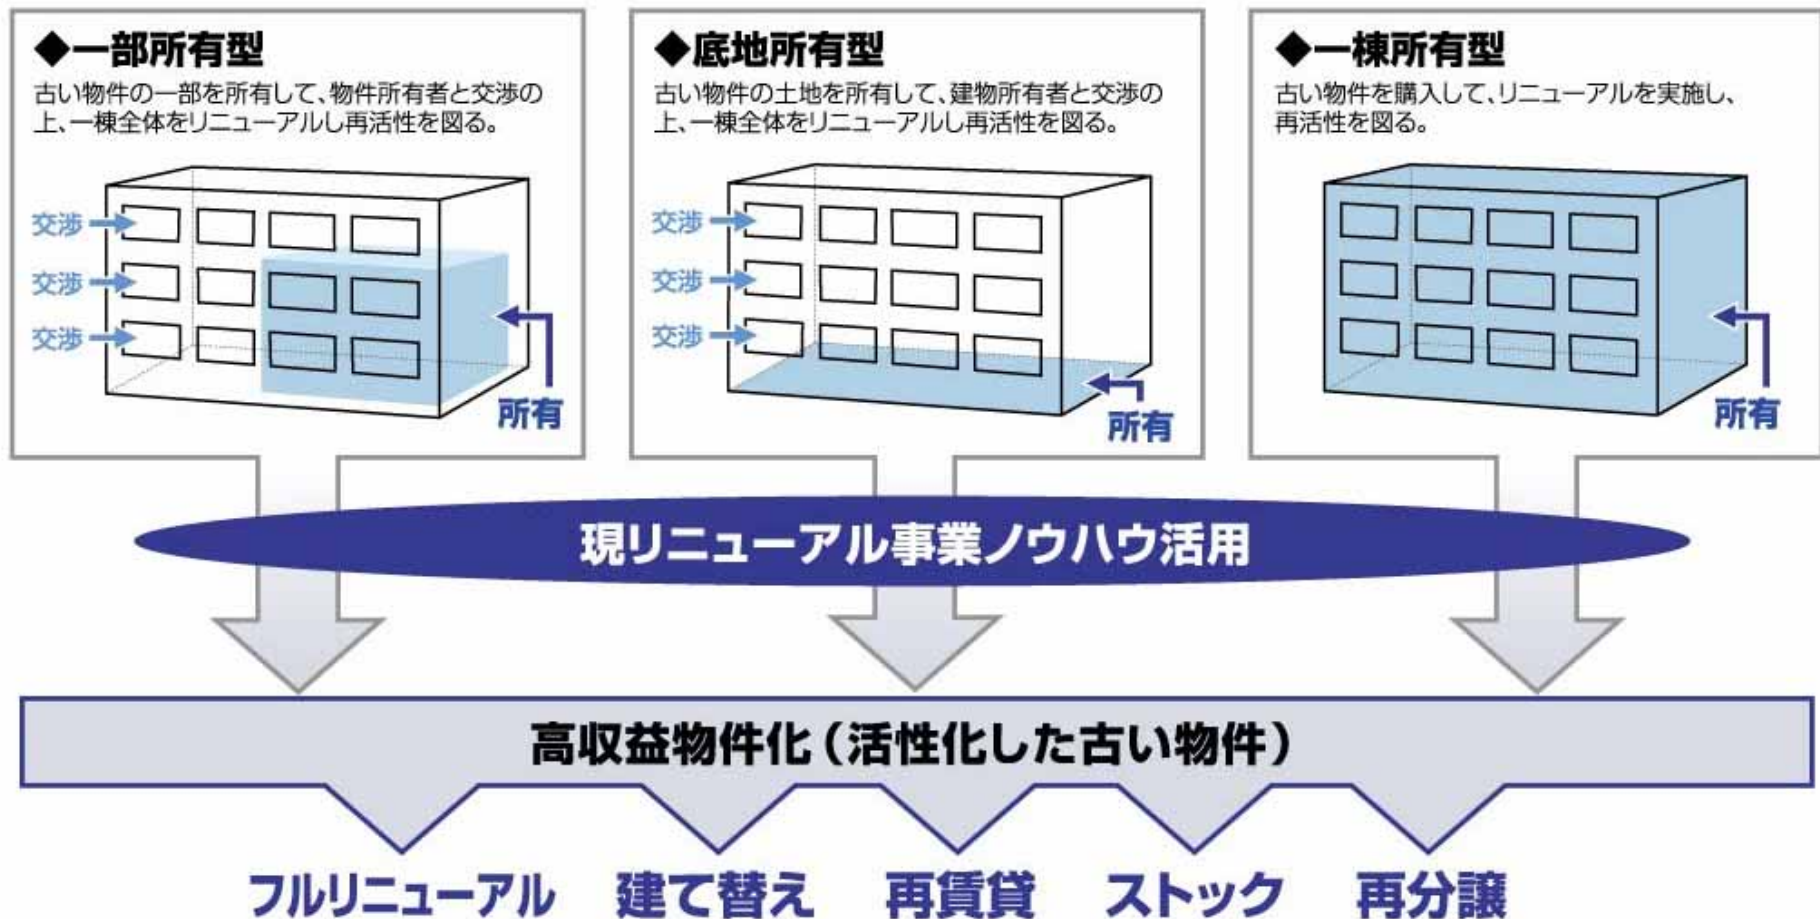 ◆一部所有型
古い物件の一部を所有して、物件所有者と交渉の
上、一棟全体をリニューアルし再活性を図る。
交渉
交渉
交渉
所有
◆底地所有型
古い物件の土地を所有して、建物所有者と交渉の
上、一棟全体をリニューアルし再活性を図る。
交渉
交渉
交渉
所有
◆一棟所有型
古い物件を購入して、リニューアルを実施し、
再活性を図る。
所有
現リニューアル事業ノウハウ活用
高収益物件化（活性化した古い物件）
フルリニューアル
建て替え
再賃貸
ストック
再分譲